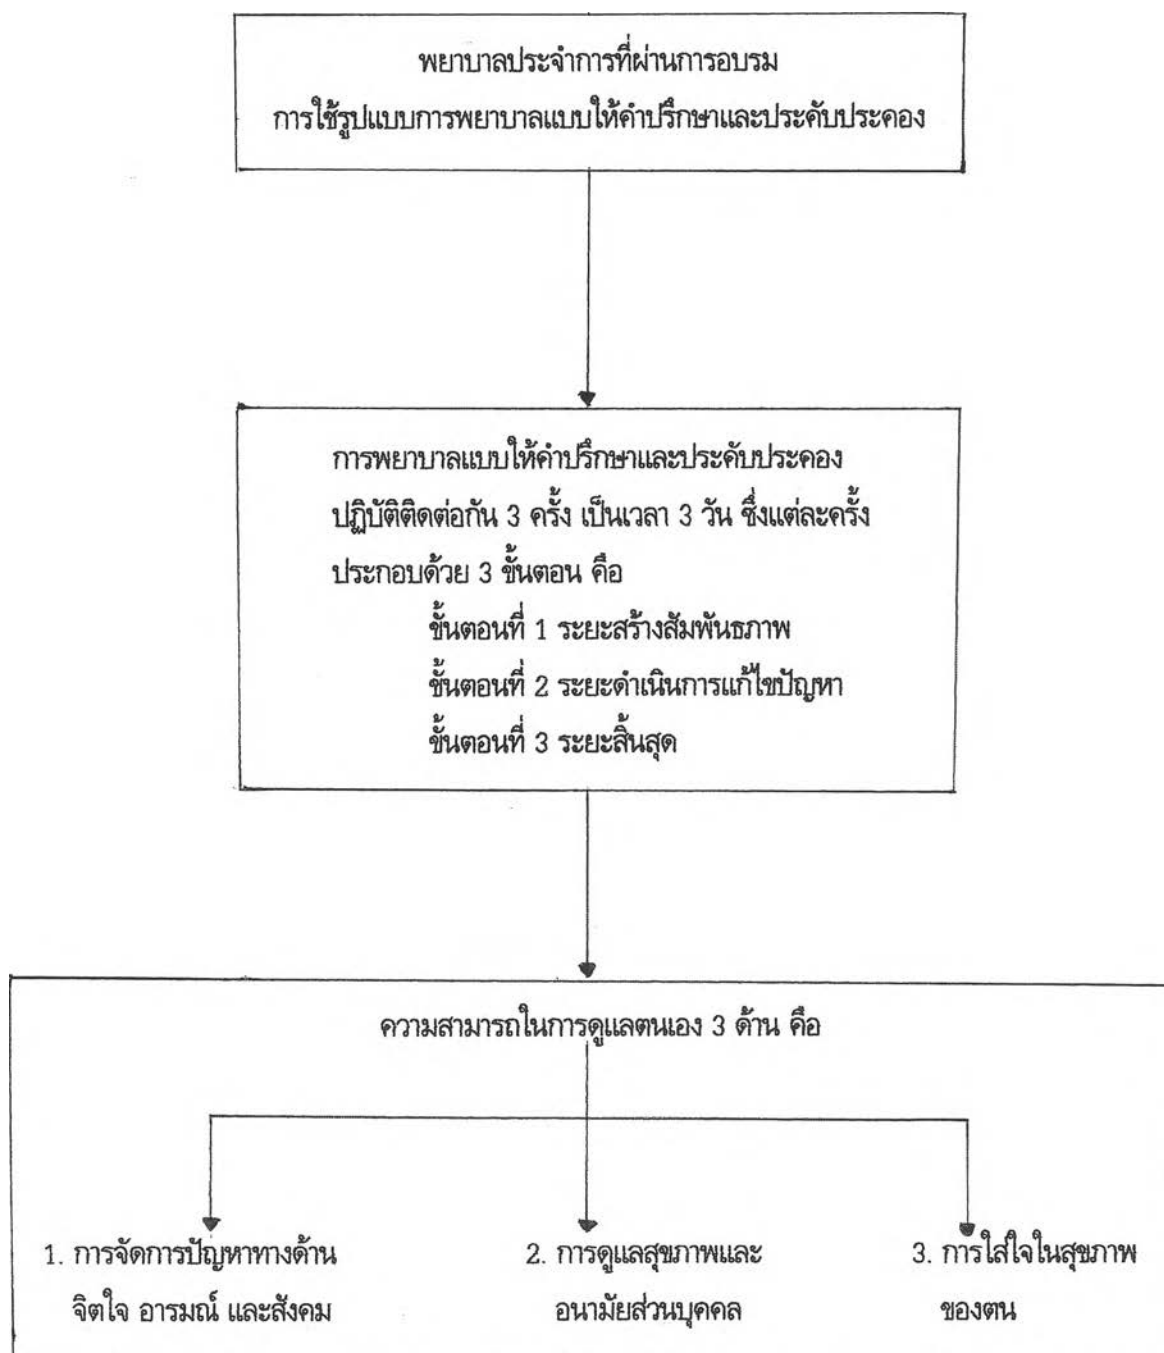 พยาบาลประจำการที่ผ่านการอบรม
การใช้รูปแบบการพยาบาลแบบให้คำปรึกษาและประคับประคอง
การพยาบาลแบบให้คำปรึกษาและประคับประคอง
ปฏิบัติติดต่อกัน 3 ครั้ง เป็นเวลา 3 วัน ซึ่งแต่ละครั้ง
ประกอบด้วย 3 ขั้นตอน คือ
ขั้นตอนที่ 1 ระยะสร้างสัมพันธภาพ
ขั้นตอนที่ 2 ระยะดำเนินการแก้ไขปัญหา
ขั้นตอนที่ 3 ระยะสิ้นสุด
ความสามารถในการดูแลตนเอง 3 ด้าน คือ
1. การจัดการปัญหาทางด้าน
จิตใจ อารมณ์ และสังคม
2. การดูแลสุขภาพและ
อนามัยส่วนบุคคล
3. การใส่ใจในสุขภาพ
ของตน